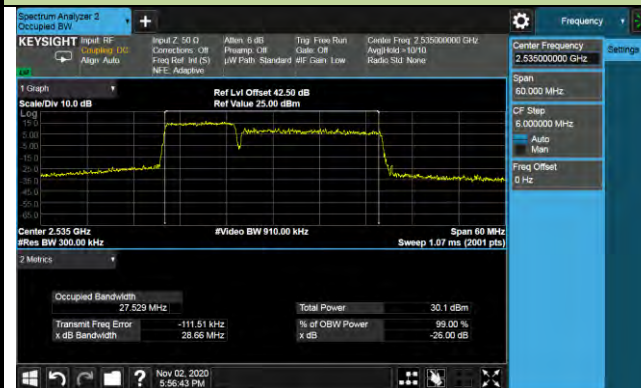 Spectrum Analyzer 2
Occupied BW
+
Frequency
KEYSIGHT
Input: RF
Coupling: DC
Align: Auto
Input Z: 50 Ω
Corrections: Off
Freq Ref: Int (S)
NFE: Adaptive
Atten: 6 dB
Preamp: Off
µW Path: Standard
Trig: Free Run
Gate: Off
#IF Gain: Low
Center Freq: 2.535000000 GHz
Avg|Hold:>10/10
Radio Std: None
Center Frequency
2.535000000 GHz
Settings
Span
60.000 MHz
CF Step
6.000000 MHz
Auto
Man
Freq Offset
0 Hz
1 Graph
Scale/Div 10.0 dB
Ref Lvl Offset 42.50 dB
Ref Value 25.00 dBm
Log
15.0
5.00
-5.00
-15.0
-25.0
-35.0
-45.0
-55.0
-65.0
Center 2.535 GHz
#Video BW 910.00 kHz
Span 60 MHz
#Res BW 300.00 kHz
Sweep 1.07 ms (2001 pts)
2 Metrics
Occupied Bandwidth
27.529 MHz
Total Power
30.1 dBm
Transmit Freq Error
-111.51 kHz
% of OBW Power
99.00 %
x dB Bandwidth
28.66 MHz
x dB
-26.00 dB
?
Nov 02, 2020
5:56:43 PM